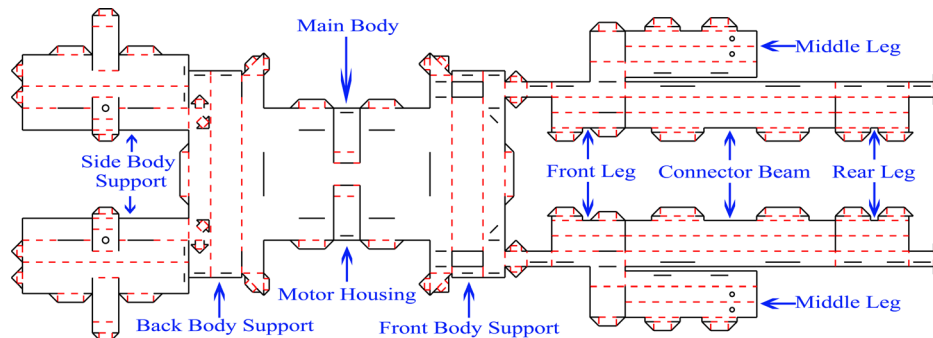 Main Body
Middle Leg
Side Body
Support
Front Leg
Connector Beam
Rear Leg
Motor Housing
Middle Leg
Back Body Support
Front Body Support